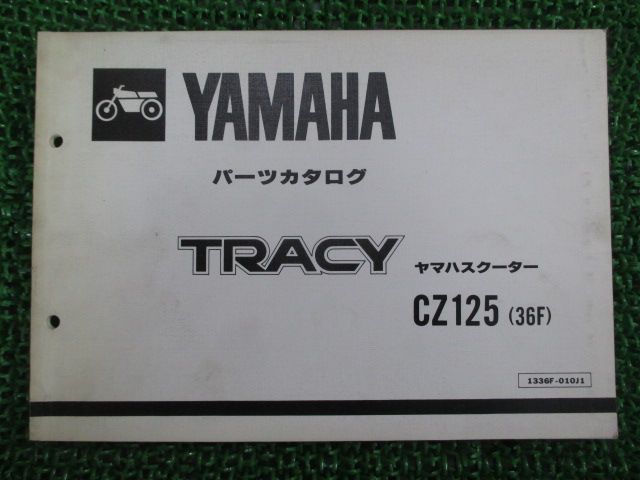 YAMAHA
パーツカタログ
TRACY ヤマハスクーター
CZ125 (36F)
1336F-010J1